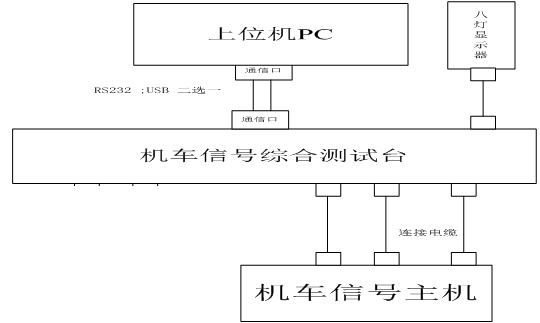 上位机PC
八灯显示器
通信口
RS232 ;USB 二选一
通信口
机车信号综合测试台
连接电缆
机车信号主机